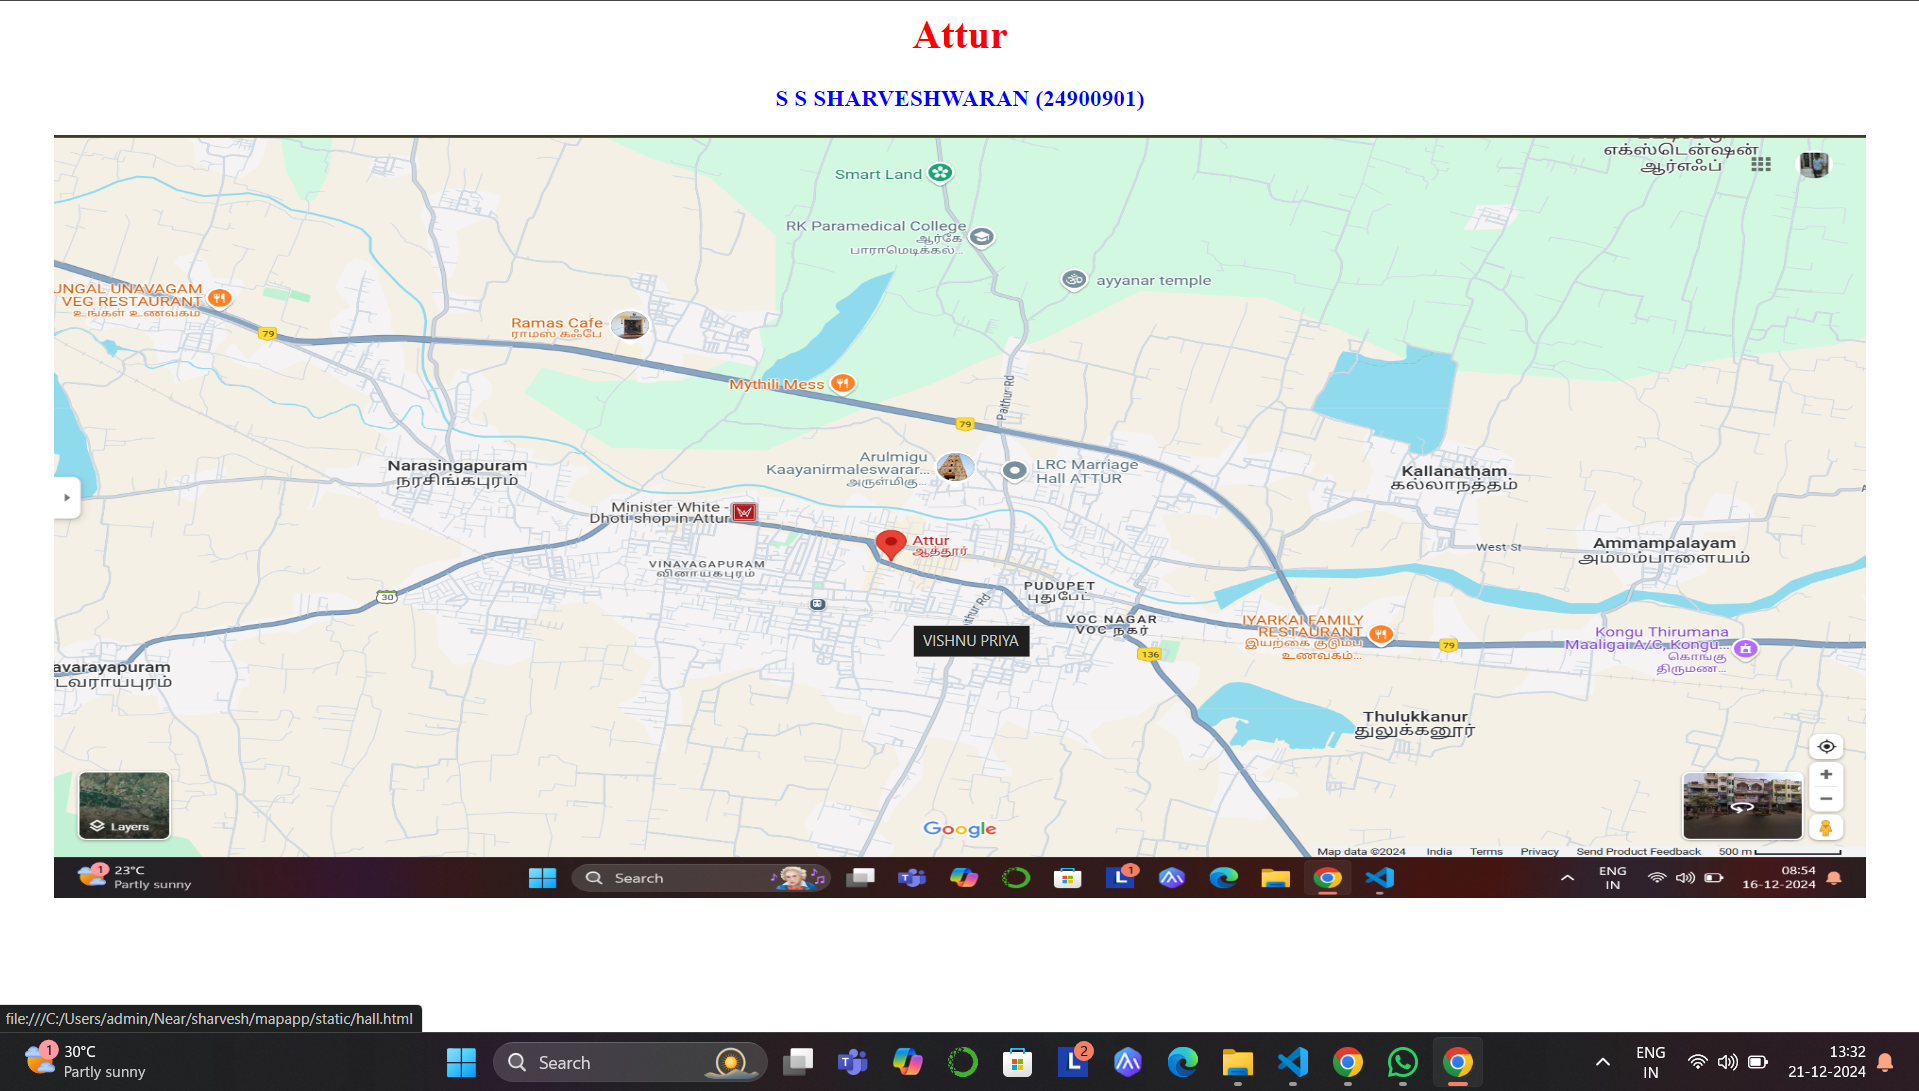 Attur
S S SHARVESHWARAN (24900901)
எக்ஸ்டென்ஷன்
ஆர்எஃப்
Smart Land
RK Paramedical College
ஆர்கே
பாராமெடிக்கல்...
ayyanar temple
UNGAL UNAVAGAM
VEG RESTAURANT
உங்கள் உணவகம்
79
Ramas Cafe
ராமஸ் கஃபே
Mythili Mess
Paithur Rd
79
Arulmigu
Kaayanirmaleswarar...
அருள்மிகு...
LRC Marriage
Hall ATTUR
Narasingapuram
நரசிங்கபுரம்
Kallanatham
கல்லாநத்தம்
Minister White -
Dhoti shop in Attur
Attur
ஆத்தூர்
West St
Ammampalayam
அம்மம்பாளையம்
VINAYAGAPURAM
விநாயகபுரம்
PUDUPET
புதுபேட்
30
ithur Rd
VOC NAGAR
VOC நகர்
VISHNU PRIYA
136
IYARKAI FAMILY
RESTAURANT
இயற்கை குடும்ப
உணவகம்...
79
Kongu Thirumana
Maaligai A/C, Kongu...
கொங்கு
திருமண...
avarayapuram
டவராயபுரம்
Thulukkanur
துலுக்கனூர்
Layers
Google
Map data ©2024 India Terms Privacy Send Product Feedback 500 m
1 23°C
Partly sunny
Search
L 1
ENG
IN
08:54
16-12-2024
file:///C:/Users/admin/Near/sharvesh/mapapp/static/hall.html
1 30°C
Partly sunny
Search
L 2
ENG
IN
13:32
21-12-2024